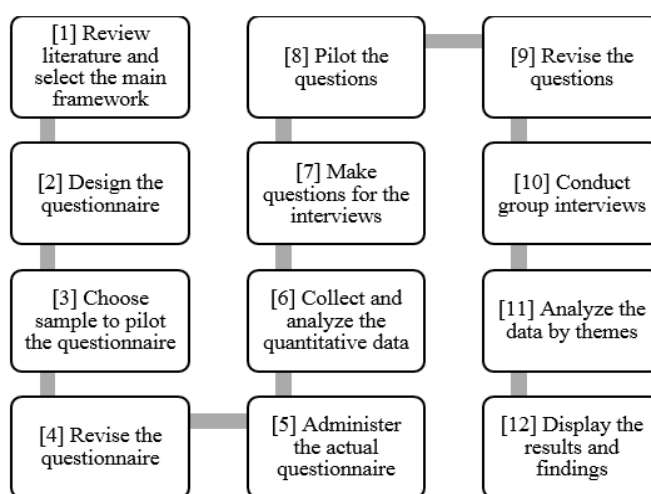 [1] Review
literature and
select the main
framework
[2] Design the
questionnaire
[3] Choose
sample to pilot
the questionnaire
[4] Revise the
questionnaire
[5] Administer
the actual
questionnaire
[6] Collect and
analyze the
quantitative data
[7] Make
questions for the
interviews
[8] Pilot the
questions
[9] Revise the
questions
[10] Conduct
group interviews
[11] Analyze the
data by themes
[12] Display the
results and
findings